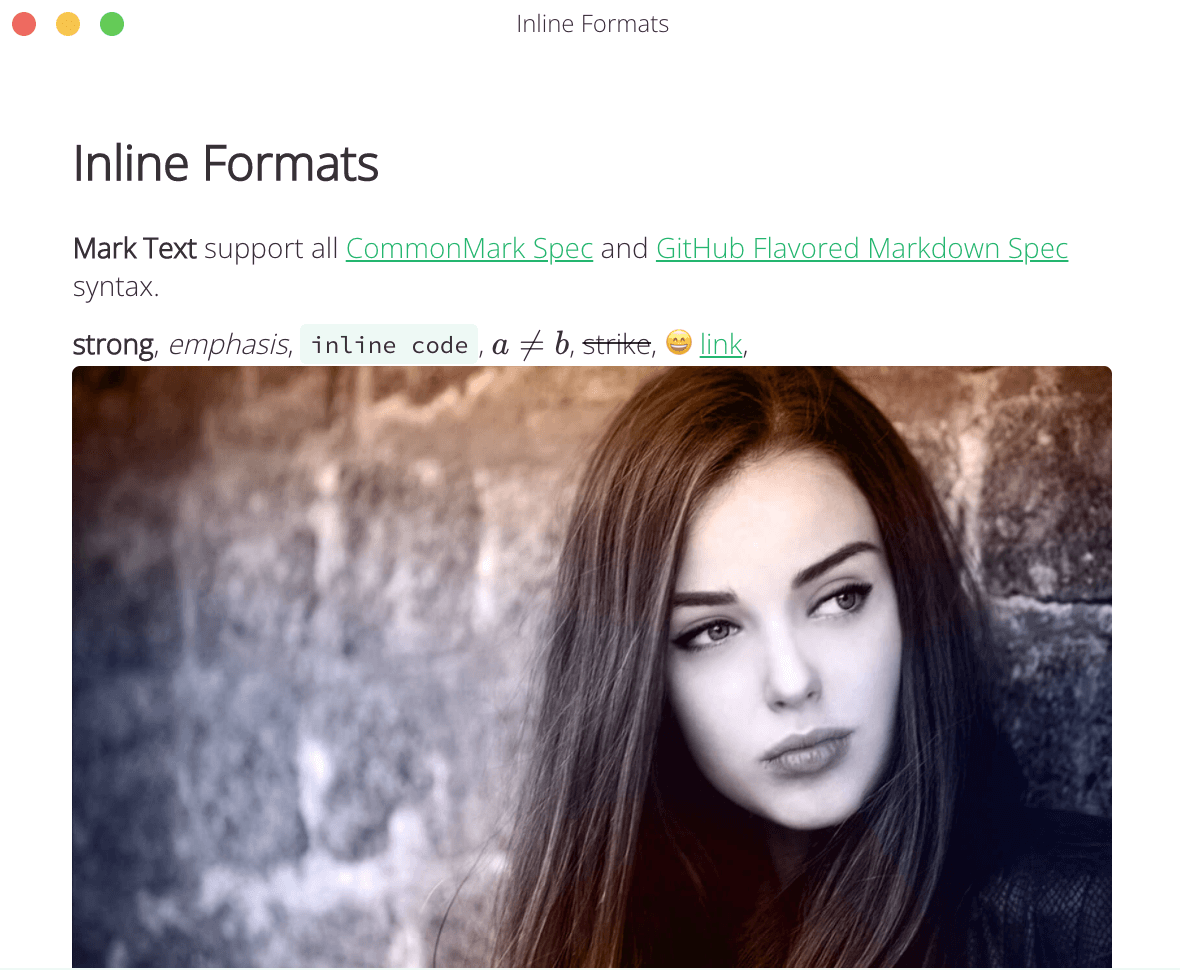 Inline Formats
Inline Formats
Mark Text support all CommonMark Spec and GitHub Flavored Markdown Spec
syntax.
strong, emphasis, inline code, a ≠ b, strike, 😄 link,